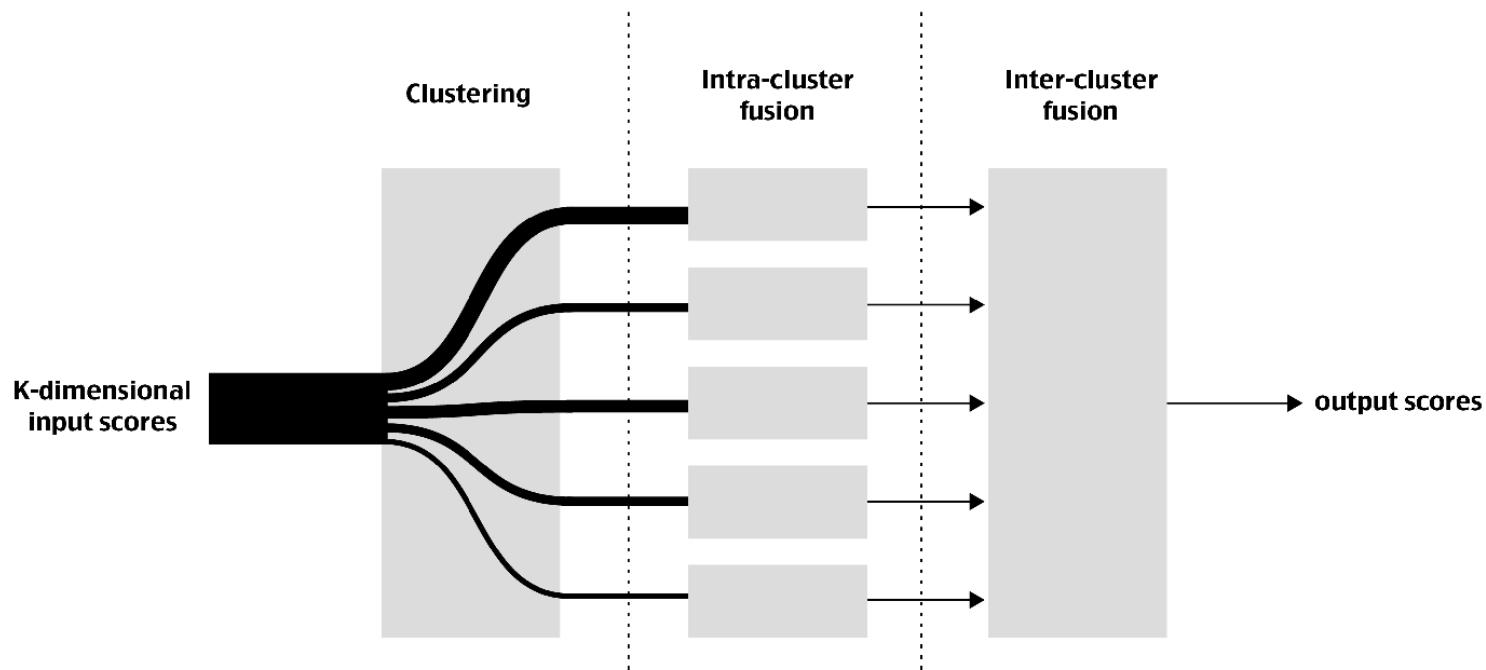 Clustering
Intra-cluster
fusion
Inter-cluster
fusion
K-dimensional
input scores
output scores